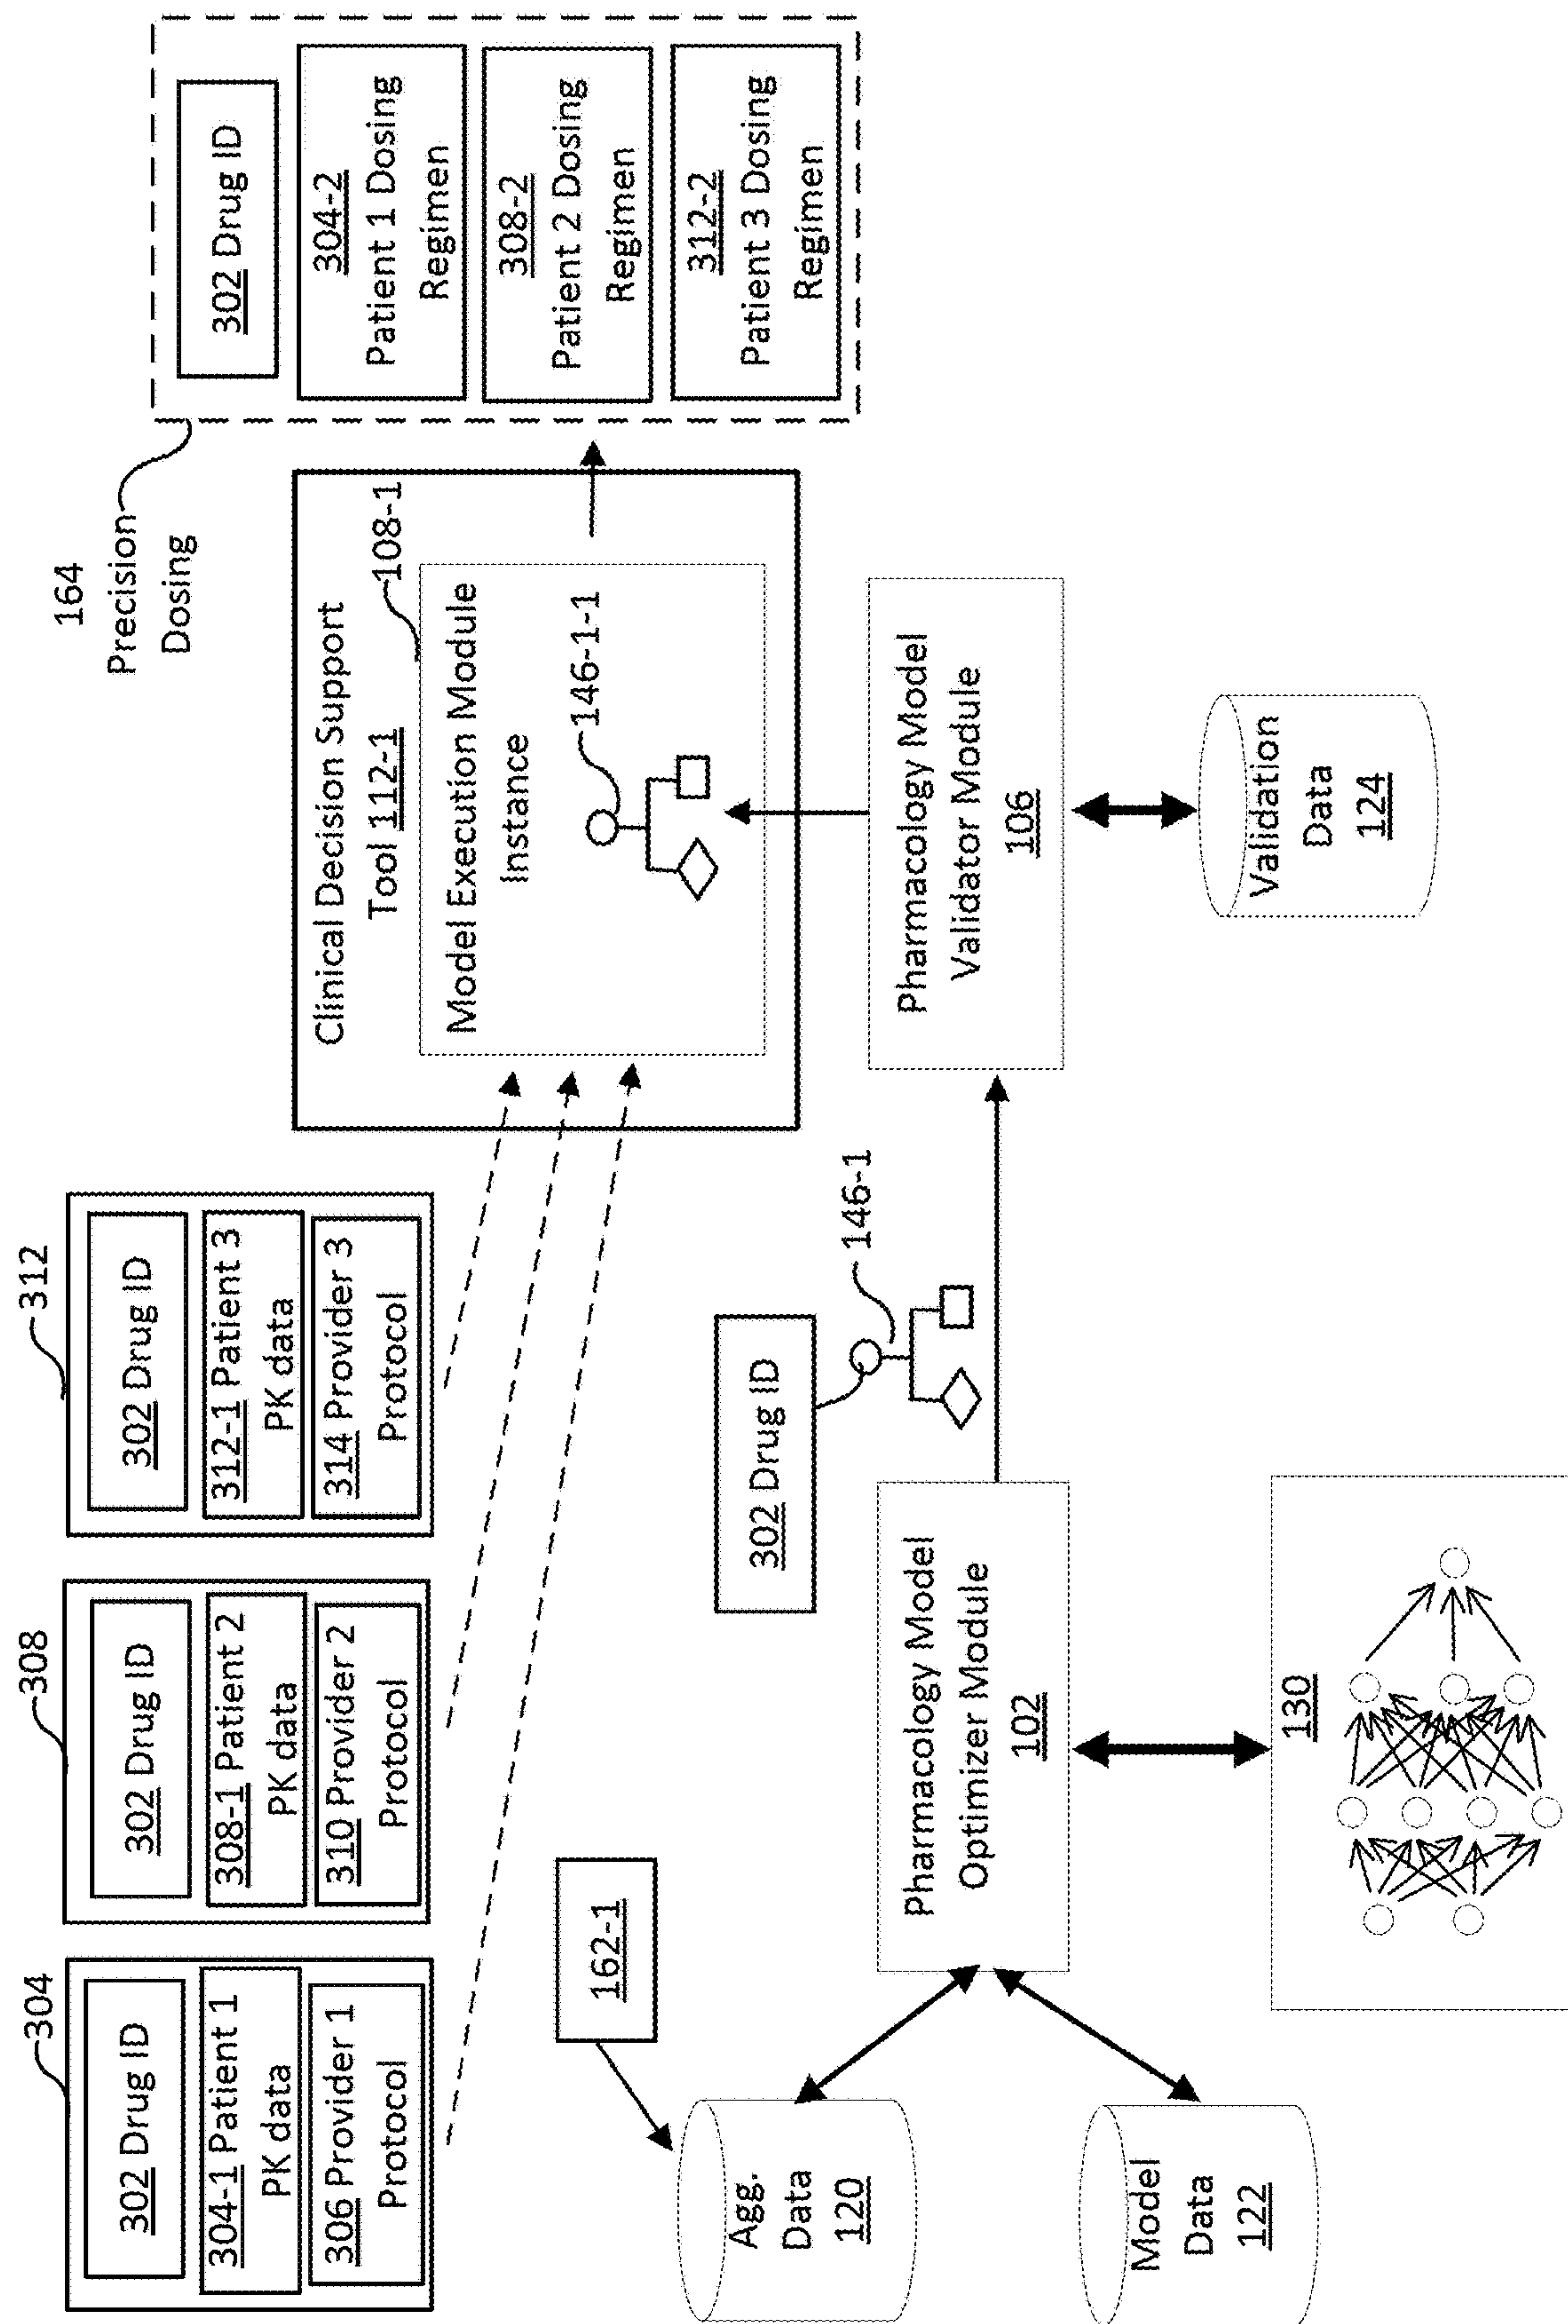 304
302 Drug ID
304-1 Patient 1
PK data
306 Provider 1
Protocol
308
302 Drug ID
308-1 Patient 2
PK data
310 Provider 2
Protocol
312
302 Drug ID
312-1 Patient 3
PK data
314 Provider 3
Protocol
164
Precision
Dosing
302 Drug ID
304-2
Patient 1 Dosing
Regimen
308-2
Patient 2 Dosing
Regimen
312-2
Patient 3 Dosing
Regimen
Clinical Decision Support
Tool 112-1
108-1
Model Execution Module
Instance
146-1-1
162-1
302 Drug ID
146-1
Agg.
Data
120
Model
Data
122
Pharmacology Model
Optimizer Module
102
Pharmacology Model
Validator Module
106
130
Validation
Data
124